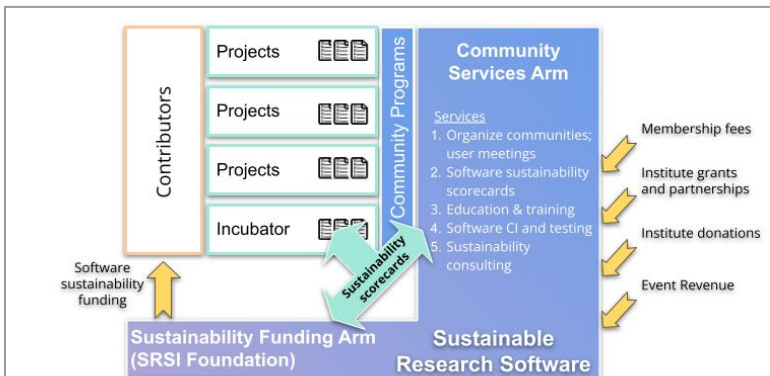 Contributors
Projects
Projects
Projects
Incubator
Community Programs
Community
Services Arm
Services
1. Organize communities;
user meetings
2. Software sustainability
scorecards
3. Education & training
4. Software CI and testing
5. Sustainability
consulting
Membership fees
Institute grants
and partnerships
Institute donations
Event Revenue
Sustainability
scorecards
Software
sustainability
funding
Sustainability Funding Arm
(SRSI Foundation)
Sustainable
Research Software